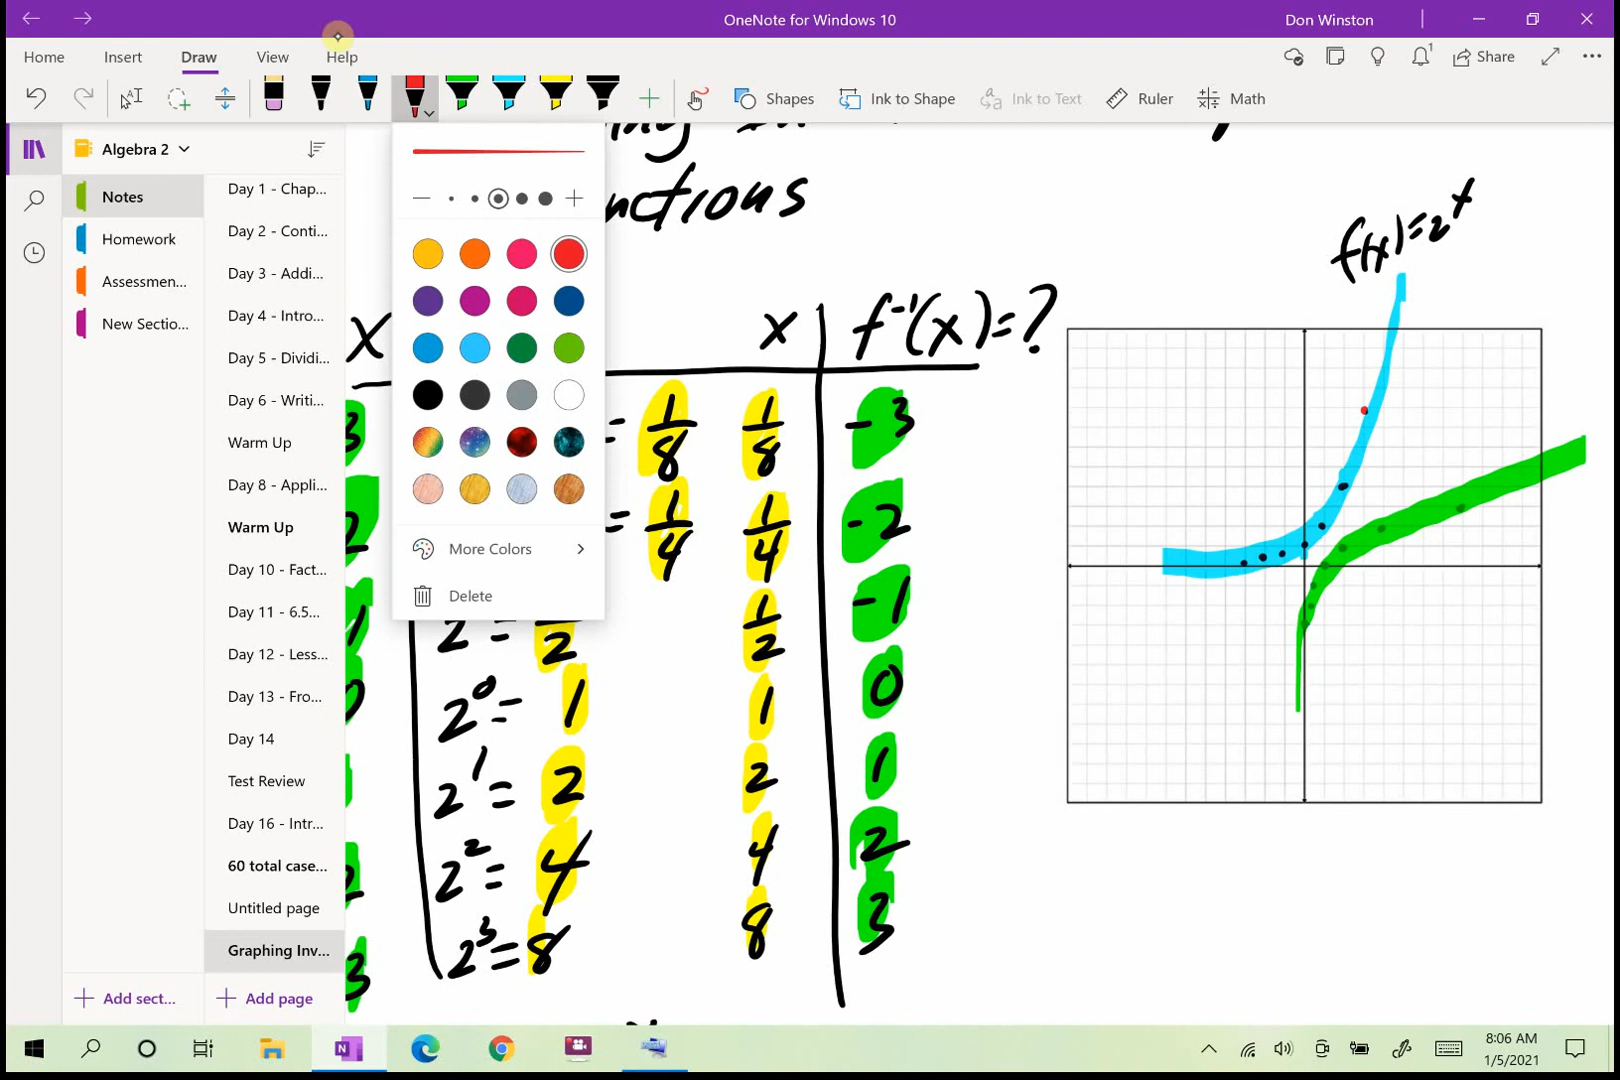 OneNote for Windows 10
Don Winston
Home
Insert
Draw
View
Help
Share
Shapes
Ink to Shape
Ink to Text
Ruler
Math
Algebra 2
Notes
Homework
Assessmen...
New Sectio...
Add sect...
Day 1 - Chap...
Day 2 - Conti...
Day 3 - Addi...
Day 4 - Intro...
Day 5 - Dividi...
Day 6 - Writi...
Warm Up
Day 8 - Appli...
Warm Up
Day 10 - Fact...
Day 11 - 6.5...
Day 12 - Less...
Day 13 - Fro...
Day 14
Test Review
Day 16 - Intr...
60 total case...
Untitled page
Graphing Inv...
Add page
More Colors
Delete
nctions
f(x)=2^x
x
x f⁻¹(x)=?
3 = 1/8 1/8 -3
2 = 1/4 1/4 -2
1 2 = 1/2 1/2 -1
0 2⁰= 1 1 0
2¹= 2 2 1
2 2²= 4 4 2
3 2³=8 8 3
8:06 AM
1/5/2021